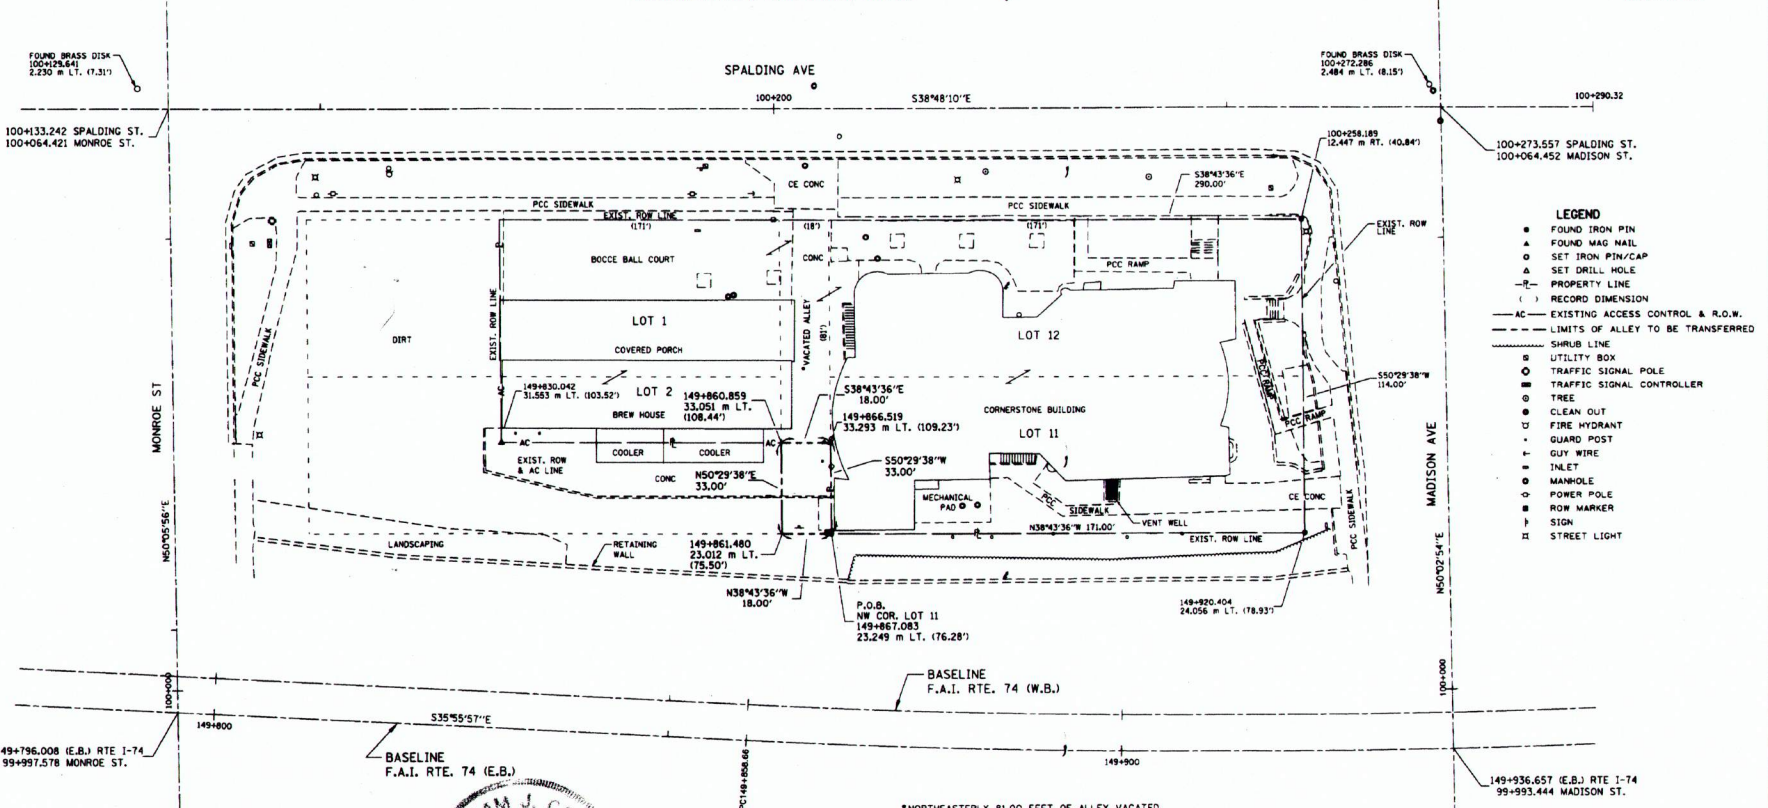 FOUND BRASS DISK
100+129.641
2.230 m LT. (7.31')
SPALDING AVE
FOUND BRASS DISK
100+272.286
2.484 m LT. (8.15')
100+200
S38°48'10"E
100+290.32
100+133.242 SPALDING ST.
100+064.421 MONROE ST.
100+258.189
12.447 m RT. (40.84')
100+273.557 SPALDING ST.
100+064.452 MADISON ST.
S38°43'36"E
290.00'
CE CONC
PCC SIDEWALK
PCC SIDEWALK
EXIST. ROW LINE
(171')
(18')
(171')
EXIST. ROW
LINE
BOCCE BALL COURT
CONC
PCC RAMP
EXIST. ROW LINE
VACATED ALLEY
(81')
LOT 1
COVERED PORCH
LOT 12
DIRT
PCC SIDEWALK
MONROE ST
AC
149+830.042
31.553 m LT. (103.52')
LOT 2
BREW HOUSE
149+860.859
33.051 m LT.
(108.44')
S38°43'36"E
18.00'
149+866.519
33.293 m LT. (109.23')
CORNERSTONE BUILDING
LOT 11
PCC RAMP
PCC RAMP
S50°29'38"W
114.00'
MADISON AVE
AC
AC
COOLER
COOLER
EXIST. ROW
& AC LINE
CONC
N50°29'38"E
33.00'
S50°29'38"W
33.00'
MECHANICAL
PAD
PCC
SIDEWALK
VENT WELL
CE CONC
PCC SIDEWALK
N38°43'36"W 171.00'
EXIST. ROW LINE
LANDSCAPING
RETAINING
WALL
149+861.480
23.012 m LT.
(75.50')
N38°43'36"W
18.00'
P.O.B.
NW COR. LOT 11
149+867.083
23.249 m LT. (76.28')
149+920.404
24.056 m LT. (78.93')
N50°05'56"E
N50°02'54"E
LEGEND
FOUND IRON PIN
FOUND MAG NAIL
SET IRON PIN/CAP
SET DRILL HOLE
PL PROPERTY LINE
( ) RECORD DIMENSION
AC EXISTING ACCESS CONTROL & R.O.W.
LIMITS OF ALLEY TO BE TRANSFERRED
SHRUB LINE
UTILITY BOX
TRAFFIC SIGNAL POLE
TRAFFIC SIGNAL CONTROLLER
TREE
CLEAN OUT
FIRE HYDRANT
GUARD POST
GUY WIRE
INLET
MANHOLE
POWER POLE
ROW MARKER
SIGN
STREET LIGHT
BASELINE
F.A.I. RTE. 74 (W.B.)
100+000
100+000
149+800
S35°55'57"E
49+796.008 (E.B.) RTE I-74
99+997.578 MONROE ST.
BASELINE
F.A.I. RTE. 74 (E.B.)
PC149+858.66
149+900
149+936.657 (E.B.) RTE I-74
99+993.444 MADISON ST.
*NORTHEASTERLY 81.00 FEET OF ALLEY VACATED